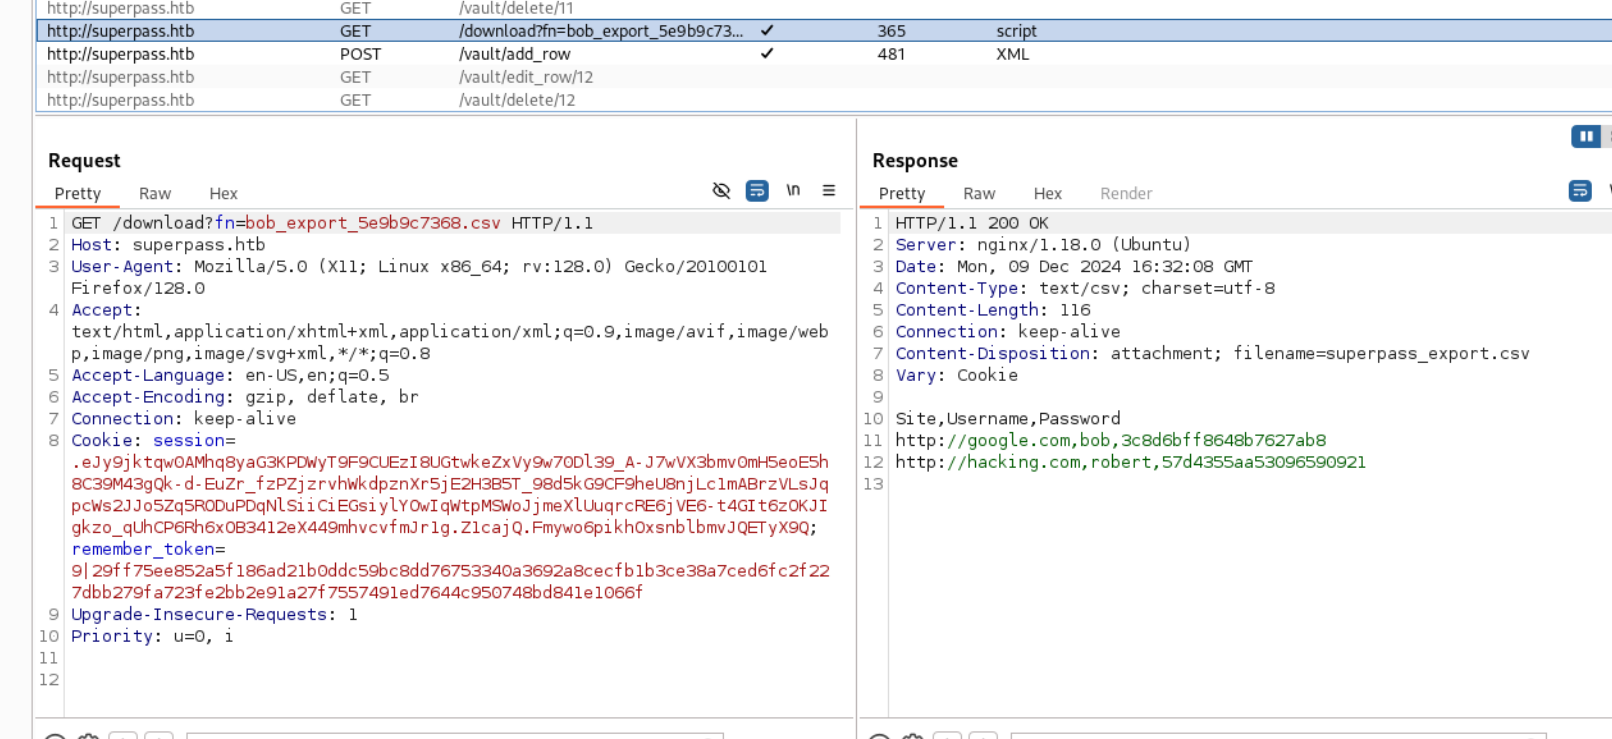 http://superpass.htb GET /vault/delete/11
http://superpass.htb GET /download?fn=bob_export_5e9b9c73... ✓ 365 script
http://superpass.htb POST /vault/add_row ✓ 481 XML
http://superpass.htb GET /vault/edit_row/12
http://superpass.htb GET /vault/delete/12
Request
Pretty Raw Hex \n
1 GET /download?fn=bob_export_5e9b9c7368.csv HTTP/1.1
2 Host: superpass.htb
3 User-Agent: Mozilla/5.0 (X11; Linux x86_64; rv:128.0) Gecko/20100101
Firefox/128.0
4 Accept:
text/html,application/xhtml+xml,application/xml;q=0.9,image/avif,image/web
p,image/png,image/svg+xml,*/*;q=0.8
5 Accept-Language: en-US,en;q=0.5
6 Accept-Encoding: gzip, deflate, br
7 Connection: keep-alive
8 Cookie: session=
.eJy9jktqw0AMhq8yaG3KPDWyT9F9CUEzI8UGtwkeZxVy9w70Dl39_A-J7wVX3bmvOmH5eoE5h
8C39M43gQk-d-EuZr_fzPZjzrvhWkdpznXr5jE2H3B5T_98d5kG9CF9heU8njLc1mABrzVLsJq
pcWs2JJo5Zq5RODuPDqNlSiiCiEGsiylYOwIqWtpMSWoJjmeXlUuqrcRE6jVE6-t4GIt6zOKJI
gkzo_qUhCP6Rh6xOB3412eX449mhvcvfmJr1g.Z1cajQ.Fmywo6pikhOxsnblbmvJQETyX9Q;
remember_token=
9|29ff75ee852a5f186ad21b0ddc59bc8dd76753340a3692a8cecfb1b3ce38a7ced6fc2f22
7dbb279fa723fe2bb2e91a27f7557491ed7644c950748bd841e1066f
9 Upgrade-Insecure-Requests: 1
10 Priority: u=0, i
11
12
Response
Pretty Raw Hex Render
1 HTTP/1.1 200 OK
2 Server: nginx/1.18.0 (Ubuntu)
3 Date: Mon, 09 Dec 2024 16:32:08 GMT
4 Content-Type: text/csv; charset=utf-8
5 Content-Length: 116
6 Connection: keep-alive
7 Content-Disposition: attachment; filename=superpass_export.csv
8 Vary: Cookie
9
10 Site,Username,Password
11 http://google.com,bob,3c8d6bff8648b7627ab8
12 http://hacking.com,robert,57d4355aa53096590921
13